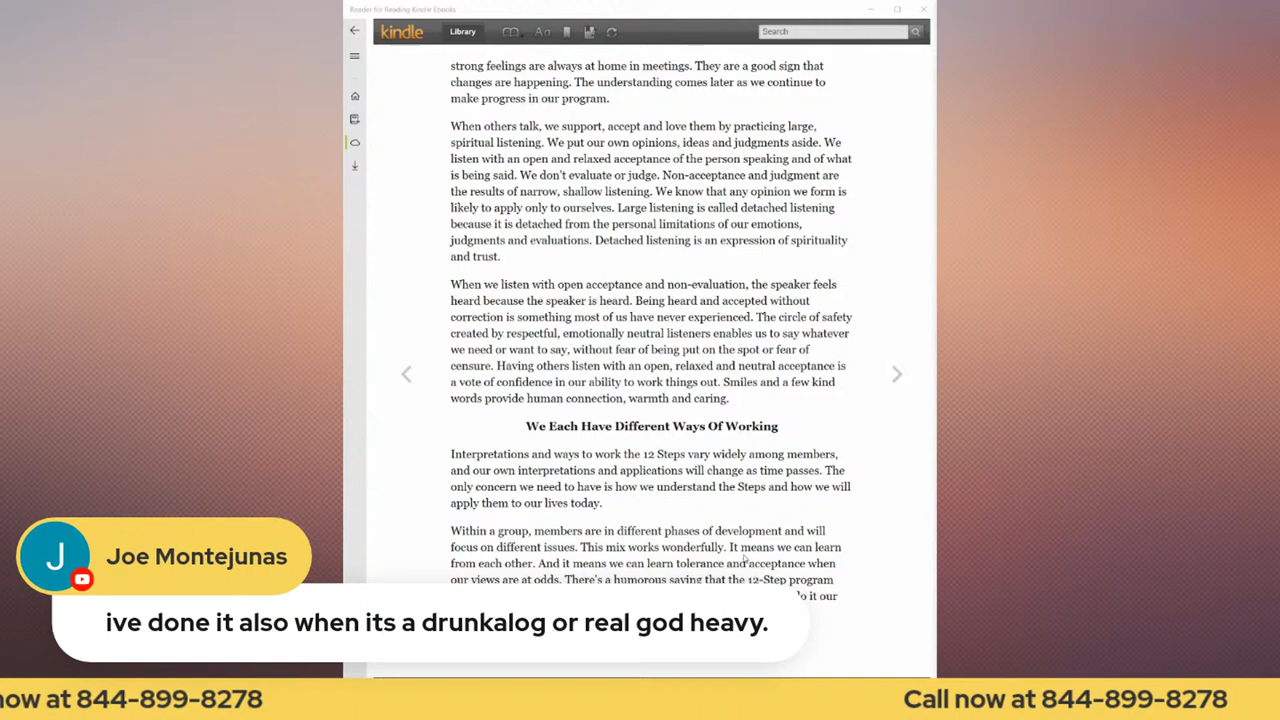 Reader for Reading Kindle Ebooks
kindle
Library
Aa
Search
strong feelings are always at home in meetings. They are a good sign that
changes are happening. The understanding comes later as we continue to
make progress in our program.
When others talk, we support, accept and love them by practicing large,
spiritual listening. We put our own opinions, ideas and judgments aside. We
listen with an open and relaxed acceptance of the person speaking and of what
is being said. We don't evaluate or judge. Non-acceptance and judgment are
the results of narrow, shallow listening. We know that any opinion we form is
likely to apply only to ourselves. Large listening is called detached listening
because it is detached from the personal limitations of our emotions,
judgments and evaluations. Detached listening is an expression of spirituality
and trust.
When we listen with open acceptance and non-evaluation, the speaker feels
heard because the speaker is heard. Being heard and accepted without
correction is something most of us have never experienced. The circle of safety
created by respectful, emotionally neutral listeners enables us to say whatever
we need or want to say, without fear of being put on the spot or fear of
censure. Having others listen with an open, relaxed and neutral acceptance is
a vote of confidence in our ability to work things out. Smiles and a few kind
words provide human connection, warmth and caring.
We Each Have Different Ways Of Working
Interpretations and ways to work the 12 Steps vary widely among members,
and our own interpretations and applications will change as time passes. The
only concern we need to have is how we understand the Steps and how we will
apply them to our lives today.
Within a group, members are in different phases of development and will
focus on different issues. This mix works wonderfully. It means we can learn
from each other. And it means we can learn tolerance and acceptance when
our views are at odds. There's a humorous saying that the 12-Step program
do it our
J
Joe Montejunas
ive done it also when its a drunkalog or real god heavy.
now at 844-899-8278
Call now at 844-899-8278